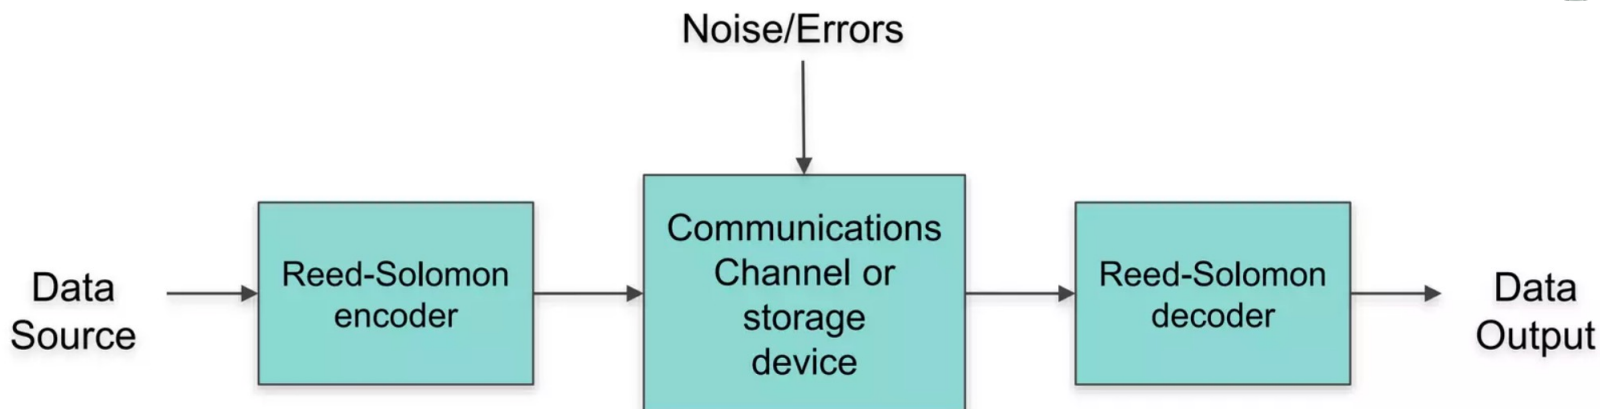 Noise/Errors
Data
Source
Reed-Solomon
encoder
Communications
Channel or
storage
device
Reed-Solomon
decoder
Data
Output